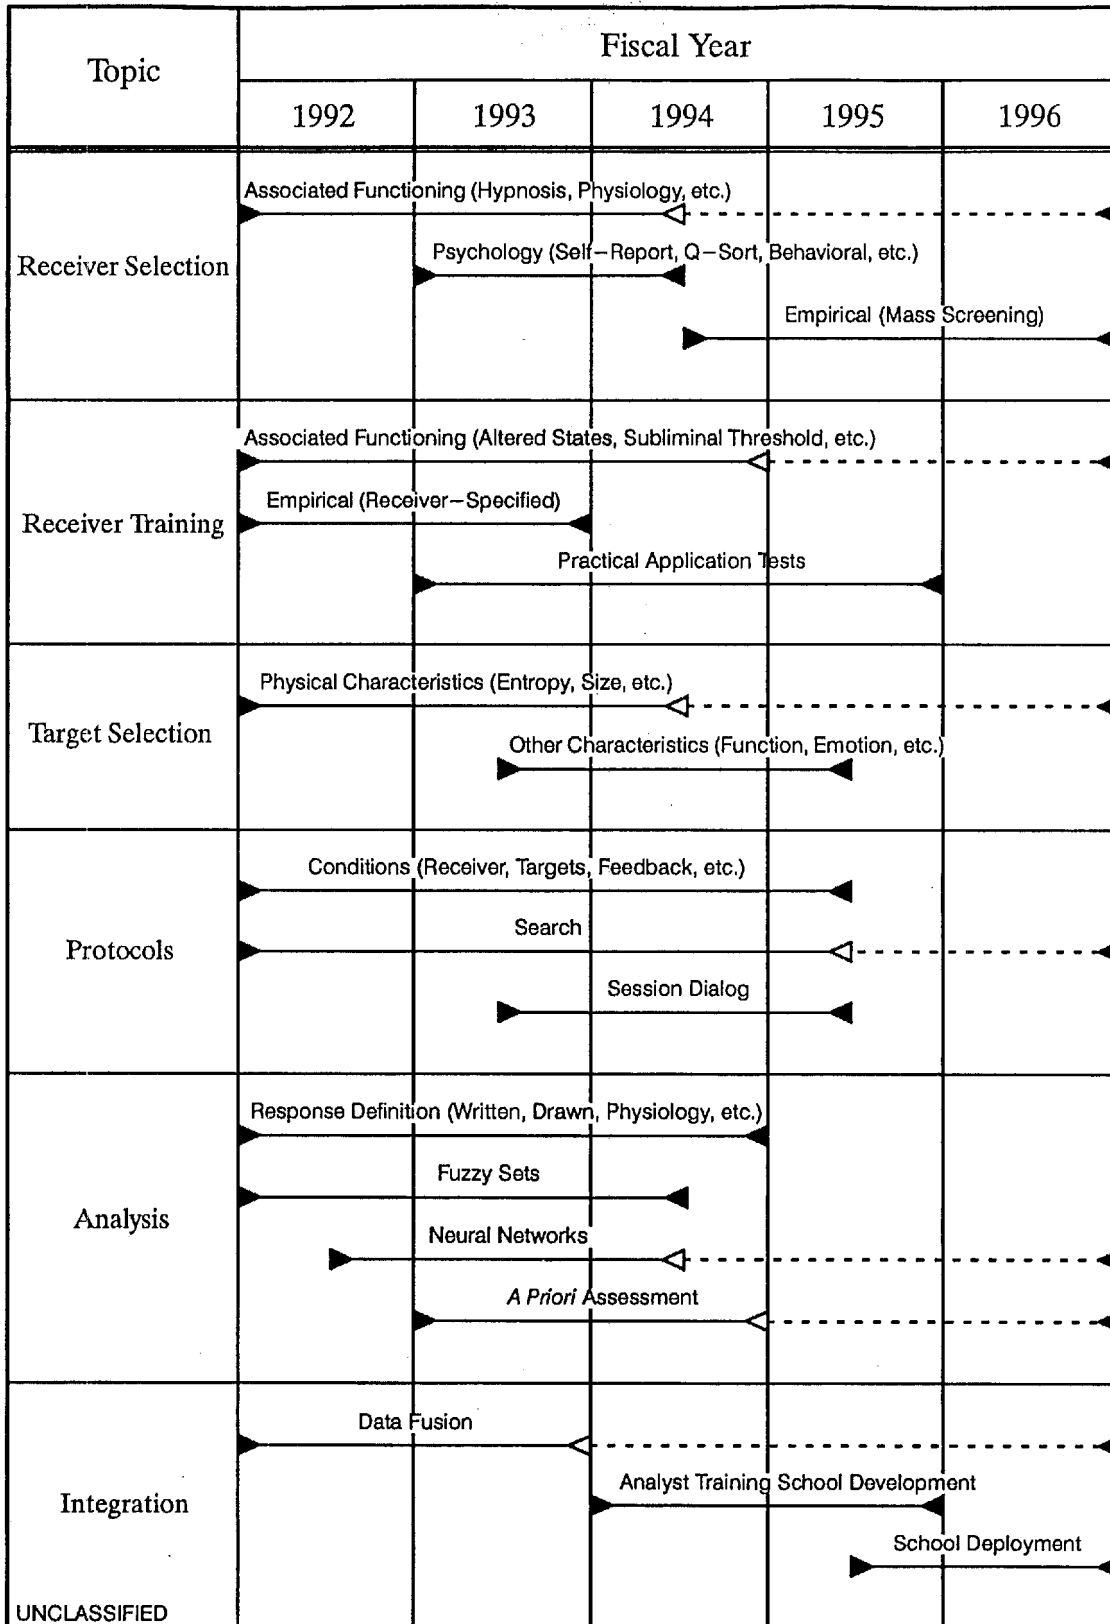 Topic
Fiscal Year
1992 1993 1994 1995 1996
Receiver Selection
Associated Functioning (Hypnosis, Physiology, etc.)
Psychology (Self−Report, Q−Sort, Behavioral, etc.)
Empirical (Mass Screening)
Receiver Training
Associated Functioning (Altered States, Subliminal Threshold, etc.)
Empirical (Receiver−Specified)
Practical Application Tests
Target Selection
Physical Characteristics (Entropy, Size, etc.)
Other Characteristics (Function, Emotion, etc.)
Protocols
Conditions (Receiver, Targets, Feedback, etc.)
Search
Session Dialog
Analysis
Response Definition (Written, Drawn, Physiology, etc.)
Fuzzy Sets
Neural Networks
A Priori Assessment
Integration
Data Fusion
Analyst Training School Development
School Deployment
UNCLASSIFIED